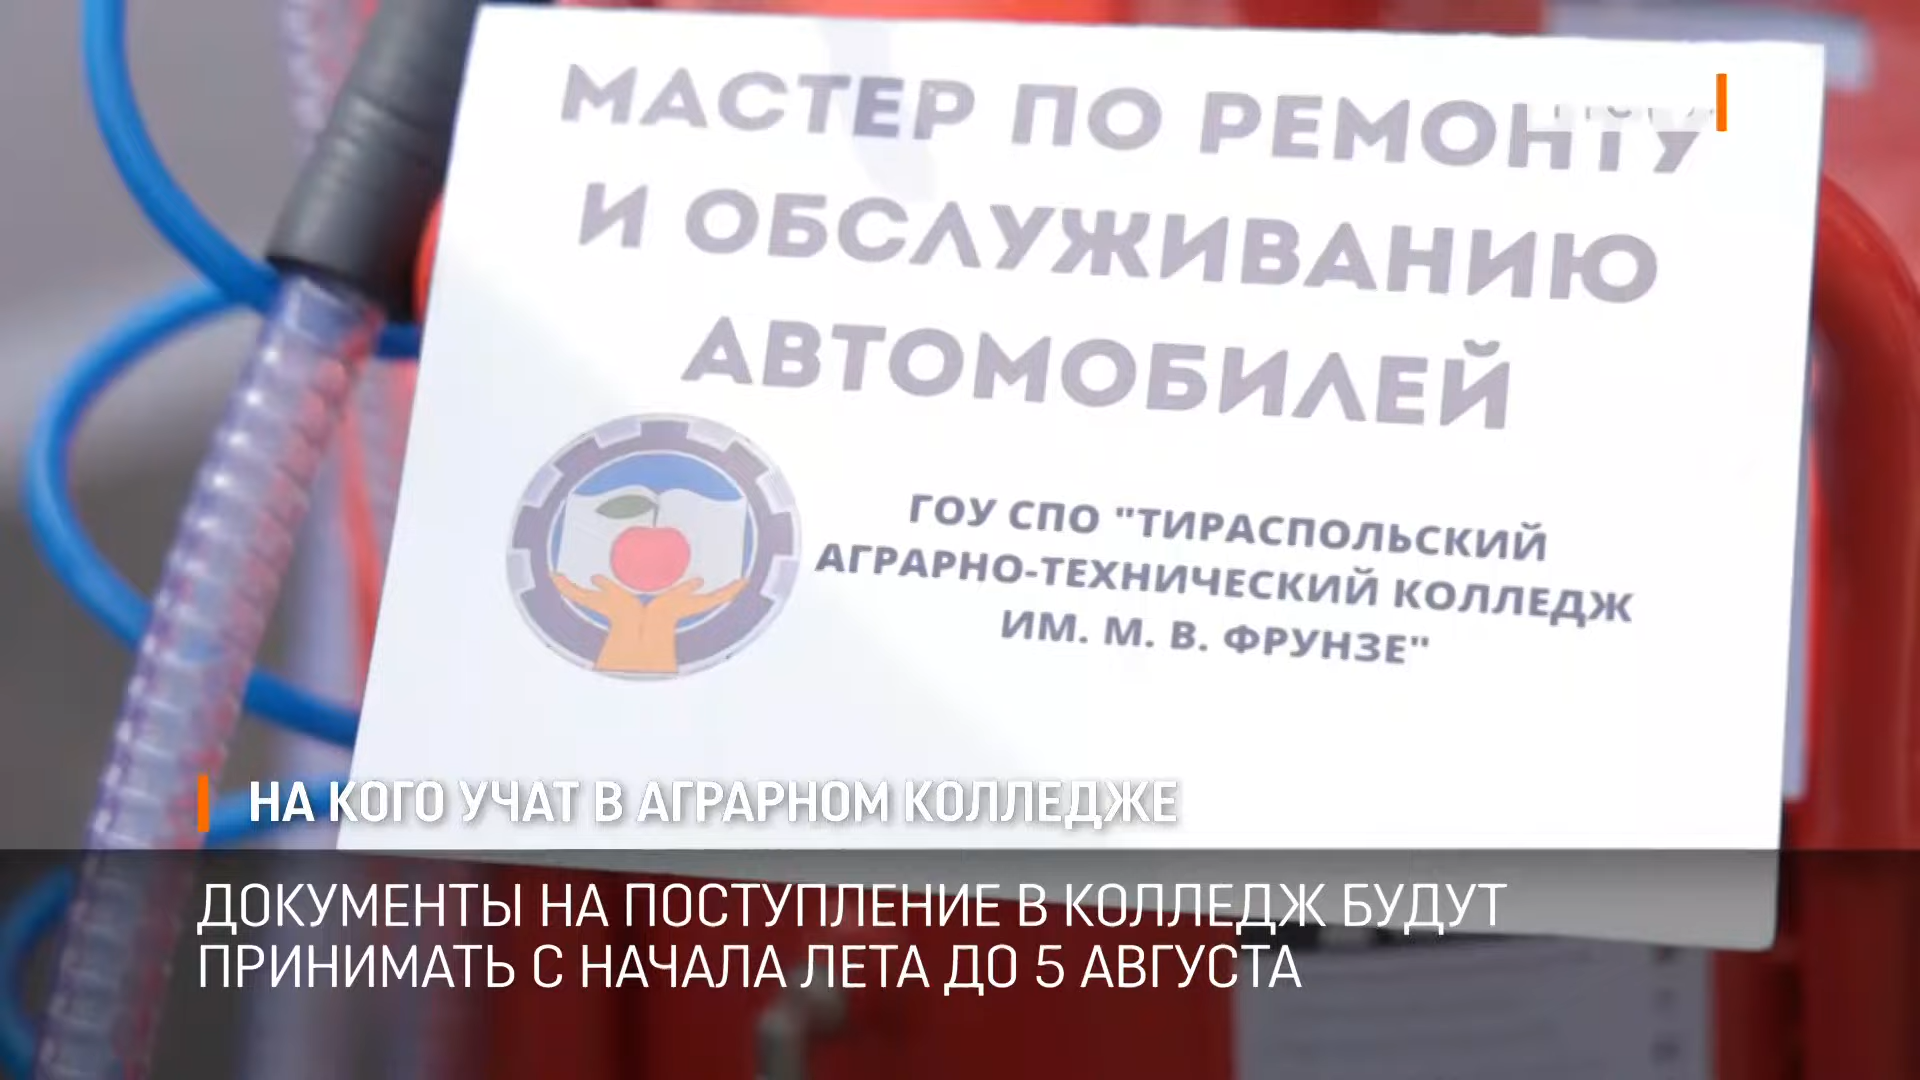 МАСТЕР ПО РЕМОНТУ
И ОБСЛУЖИВАНИЮ
АВТОМОБИЛЕЙ
ГОУ СПО "ТИРАСПОЛЬСКИЙ
АГРАРНО-ТЕХНИЧЕСКИЙ КОЛЛЕДЖ
ИМ. М. В. ФРУНЗЕ"
НА КОГО УЧАТ В АГРАРНОМ КОЛЛЕДЖЕ
ДОКУМЕНТЫ НА ПОСТУПЛЕНИЕ В КОЛЛЕДЖ БУДУТ
ПРИНИМАТЬ С НАЧАЛА ЛЕТА ДО 5 АВГУСТА